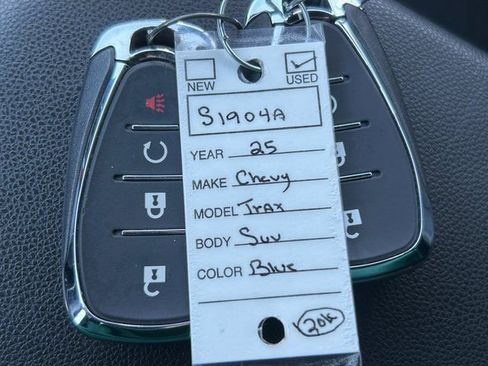 NEW USED
S1904A
YEAR 25
MAKE Chevy
MODEL Trax
BODY Suv
COLOR Blue
20k